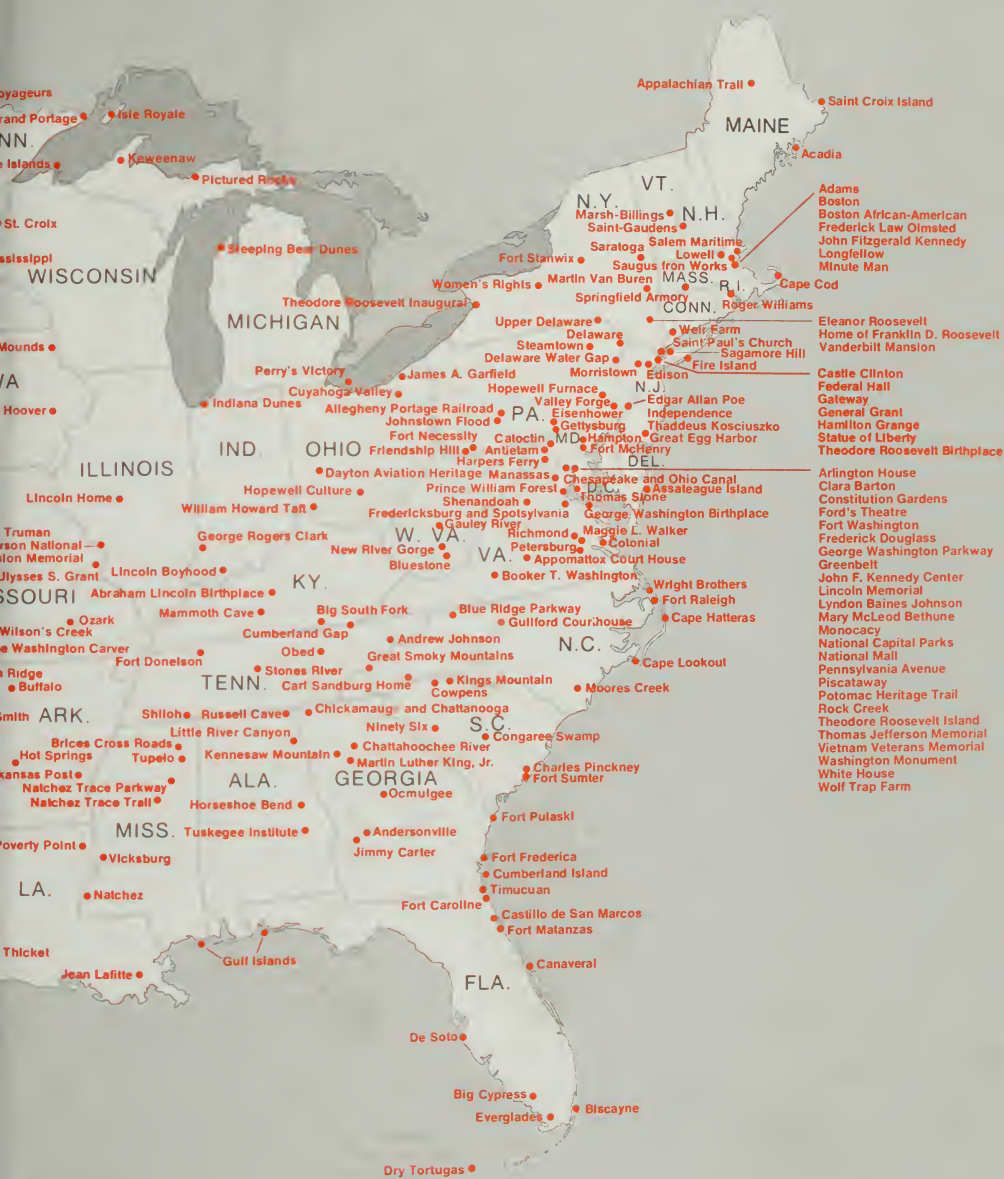 oyageurs
rand Portage
Isle Royale
NN.
e Islands
Keweenaw
Pictured Rocks
St. Croix
Sleeping Bear Dunes
ssissippi
WISCONSIN
MICHIGAN
Mounds
WA
Hoover
Indiana Dunes
Perry's Victory
Cuyahoga Valley
James A. Garfield
ILLINOIS
IND.
OHIO
Lincoln Home
Dayton Aviation Heritage
Hopewell Culture
William Howard Taft
George Rogers Clark
Truman
rson National
ion Memorial
Ulysses S. Grant
SSOURI
Lincoln Boyhood
Abraham Lincoln Birthplace
KY.
Mammoth Cave
Ozark
Wilson's Creek
e Washington Carver
Big South Fork
Cumberland Gap
Fort Donelson
Obed
Andrew Johnson
Great Smoky Mountains
Stones River
TENN.
Carl Sandburg Home
a Ridge
Buffalo
Smith
ARK.
Shiloh
Russell Cave
Chickamauga and Chattanooga
Little River Canyon
Brices Cross Roads
Hot Springs
Tupelo
Kennesaw Mountain
Chattahoochee River
Martin Luther King, Jr.
kansas Post
Natchez Trace Parkway
Natchez Trace Trail
ALA.
GEORGIA
Ocmulgee
Horseshoe Bend
MISS.
Tuskegee Institute
Andersonville
Jimmy Carter
Poverty Point
Vicksburg
LA.
Natchez
Thicket
Jean Lafitte
Gulf Islands
FLA.
De Soto
Big Cypress
Everglades
Biscayne
Dry Tortugas
Canaveral
Fort Matanzas
Castillo de San Marcos
Fort Caroline
Timucuan
Cumberland Island
Fort Frederica
Fort Pulaski
Fort Sumter
Charles Pinckney
Congaree Swamp
S.C.
Ninety Six
Kings Mountain
Cowpens
Moores Creek
Cape Lookout
N.C.
Cape Hatteras
Fort Raleigh
Wright Brothers
Blue Ridge Parkway
Guilford Courthouse
Booker T. Washington
Appomattox Court House
VA.
Petersburg
Colonial
Richmond
Maggie L. Walker
New River Gorge
Bluestone
Gauley River
W. VA.
Fredericksburg and Spotsylvania
George Washington Birthplace
Shenandoah
Thomas Stone
D.C.
Assateague Island
Prince William Forest
Manassas
Chesapeake and Ohio Canal
DEL.
Harpers Ferry
Antietam
Fort McHenry
Catoctin
MD.
Hampton
Great Egg Harbor
Friendship Hill
Fort Necessity
Gettysburg
Eisenhower
Johnstown Flood
Allegheny Portage Railroad
PA.
Valley Forge
Hopewell Furnace
Edgar Allan Poe
Independence
Thaddeus Kosciuszko
N.J.
Morristown
Edison
Fire Island
Delaware Water Gap
Steamtown
Delaware
Upper Delaware
Sagamore Hill
Saint Paul's Church
Weir Farm
Theodore Roosevelt Inaugural
Women's Rights
Fort Stanwix
N.Y.
Martin Van Buren
Springfield Armory
CONN.
MASS.
R.I.
Roger Williams
Cape Cod
Saratoga
Saugus Iron Works
Lowell
Salem Maritime
Saint-Gaudens
Marsh-Billings
N.H.
VT.
Appalachian Trail
MAINE
Saint Croix Island
Acadia
Adams
Boston
Boston African-American
Frederick Law Olmsted
John Fitzgerald Kennedy
Longfellow
Minute Man
Eleanor Roosevelt
Home of Franklin D. Roosevelt
Vanderbilt Mansion
Castle Clinton
Federal Hall
Gateway
General Grant
Hamilton Grange
Statue of Liberty
Theodore Roosevelt Birthplace
Arlington House
Clara Barton
Constitution Gardens
Ford's Theatre
Fort Washington
Frederick Douglass
George Washington Parkway
Greenbelt
John F. Kennedy Center
Lincoln Memorial
Lyndon Baines Johnson
Mary McLeod Bethune
Monocacy
National Capital Parks
National Mall
Pennsylvania Avenue
Piscataway
Potomac Heritage Trail
Rock Creek
Theodore Roosevelt Island
Thomas Jefferson Memorial
Vietnam Veterans Memorial
Washington Monument
White House
Wolf Trap Farm